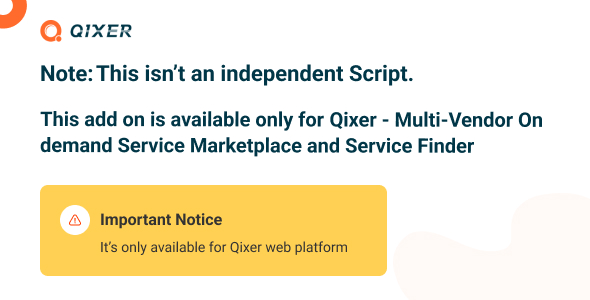 QIXER
Note: This isn't an independent Script.
This add on is available only for Qixer - Multi-Vendor On
demand Service Marketplace and Service Finder
Important Notice
It's only available for Qixer web platform